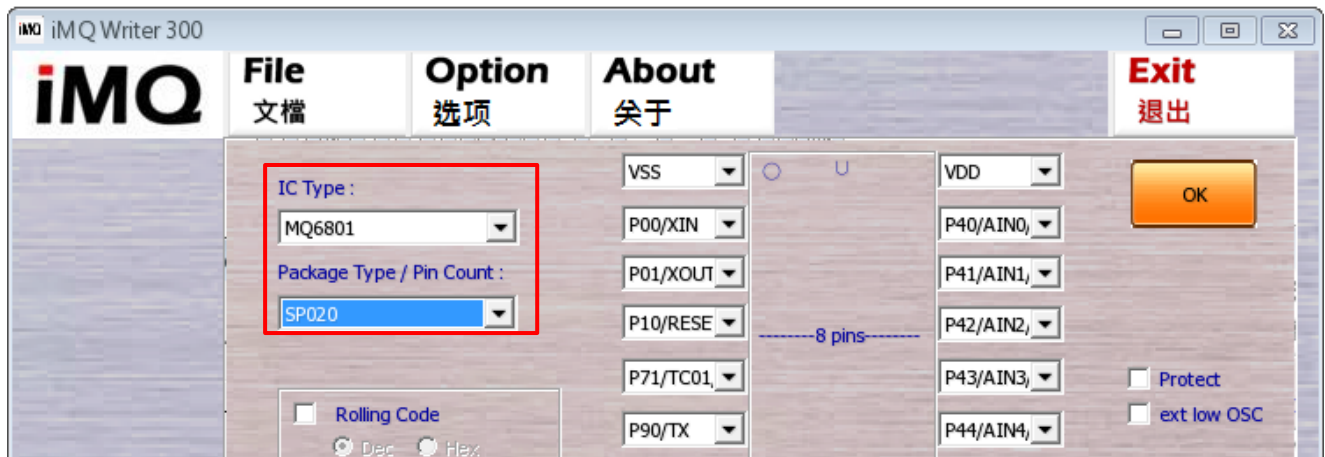 iMQ iMQ Writer 300
iMQ
File
文檔
Option
选项
About
关于
Exit
退出
IC Type :
MQ6801
Package Type / Pin Count :
SP020
Rolling Code
Dec Hex
VSS
P00/XIN
P01/XOUT
P10/RESE
P71/TC01,
P90/TX
--------8 pins--------
VDD
P40/AIN0,
P41/AIN1,
P42/AIN2,
P43/AIN3,
P44/AIN4,
OK
Protect
ext low OSC